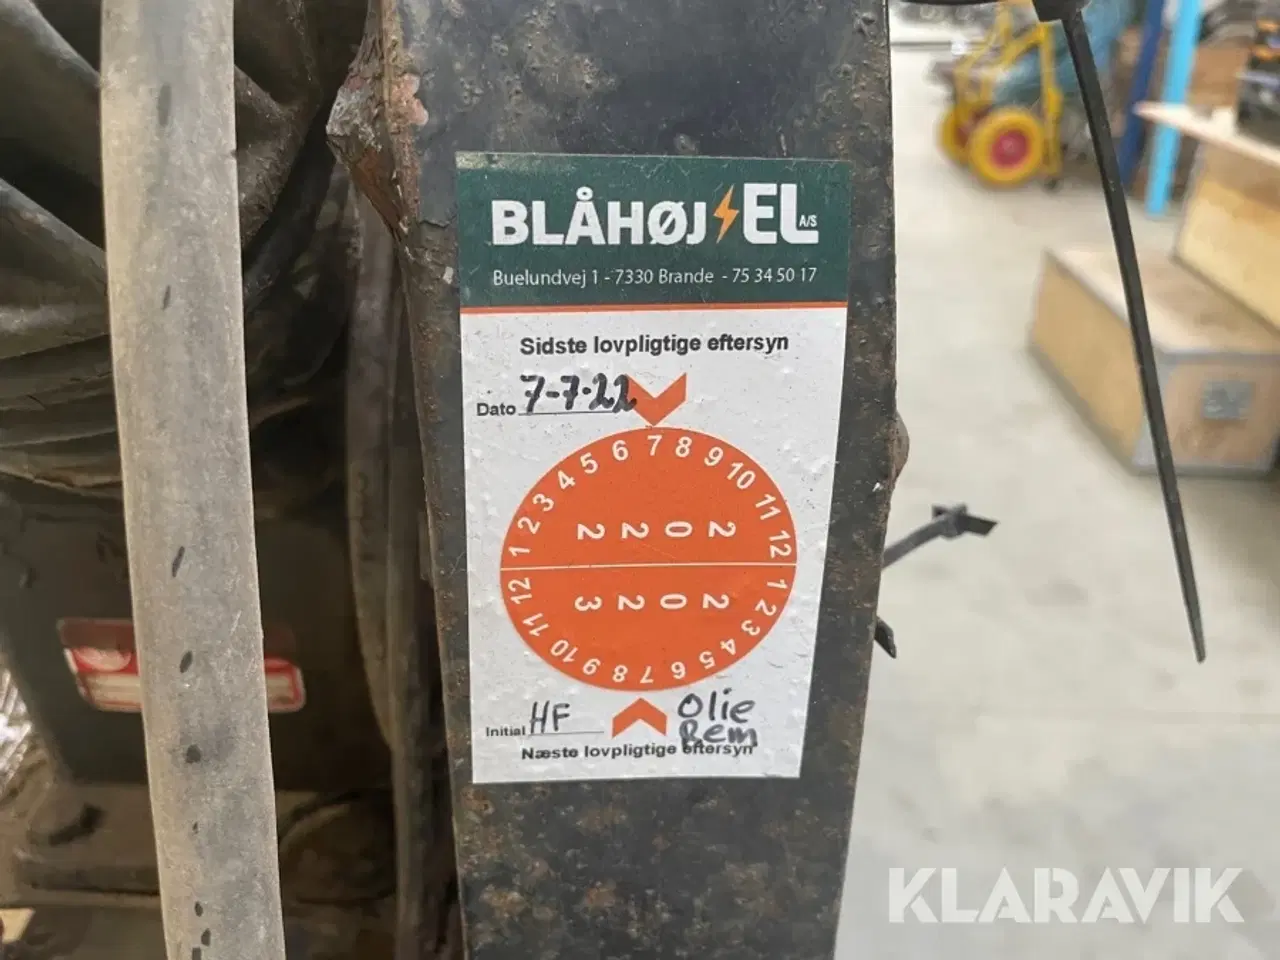 BLÅHØJ EL A/S
Buelundvej 1 - 7330 Brande - 75 34 50 17
Sidste lovpligtige eftersyn
Dato 7-7-22
1 2 3 4 5 6 7 8 9 10 11 12
2 2 0 2
3 2 0 2
12 11 10 9 8 7 6 5 4 3 2 1
Initial HF
Olie
Rem
Næste lovpligtige eftersyn
KLARAVIK